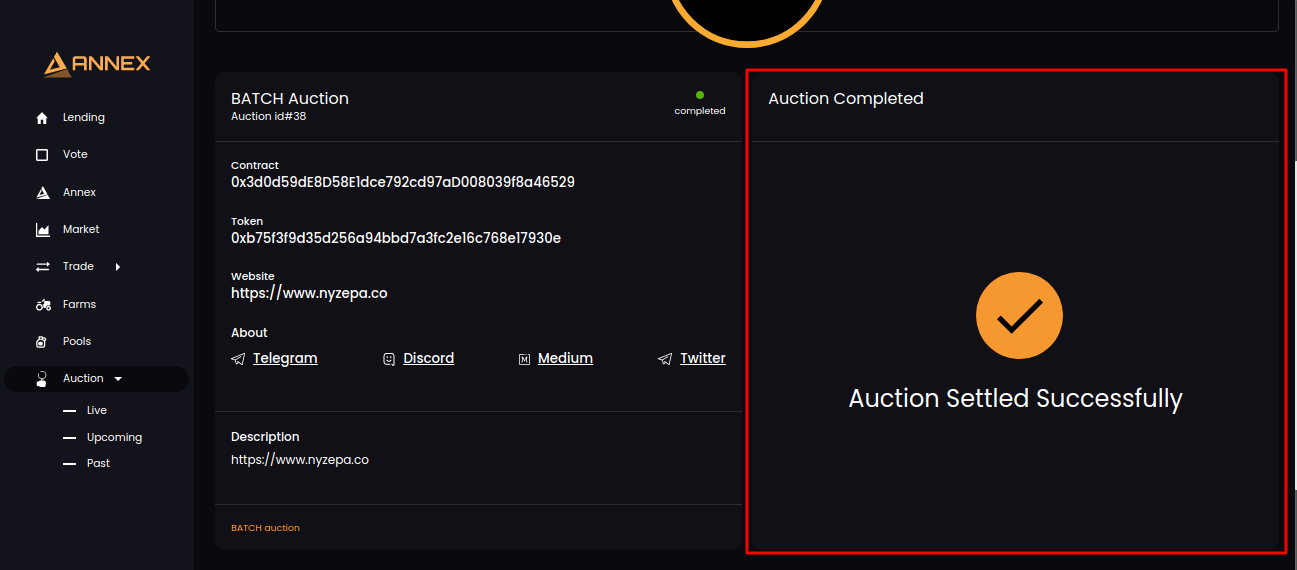 ANNEX
Lending
Vote
Annex
Market
Trade
Farms
Pools
Auction
Live
Upcoming
Past
BATCH Auction
Auction id#38
completed
Contract
0x3d0d59dE8D58E1dce792cd97aD008039f8a46529
Token
0xb75f3f9d35d256a94bbd7a3fc2e16c768e17930e
Website
https://www.nyzepa.co
About
Telegram
Discord
Medium
Twitter
Description
https://www.nyzepa.co
BATCH auction
Auction Completed
Auction Settled Successfully